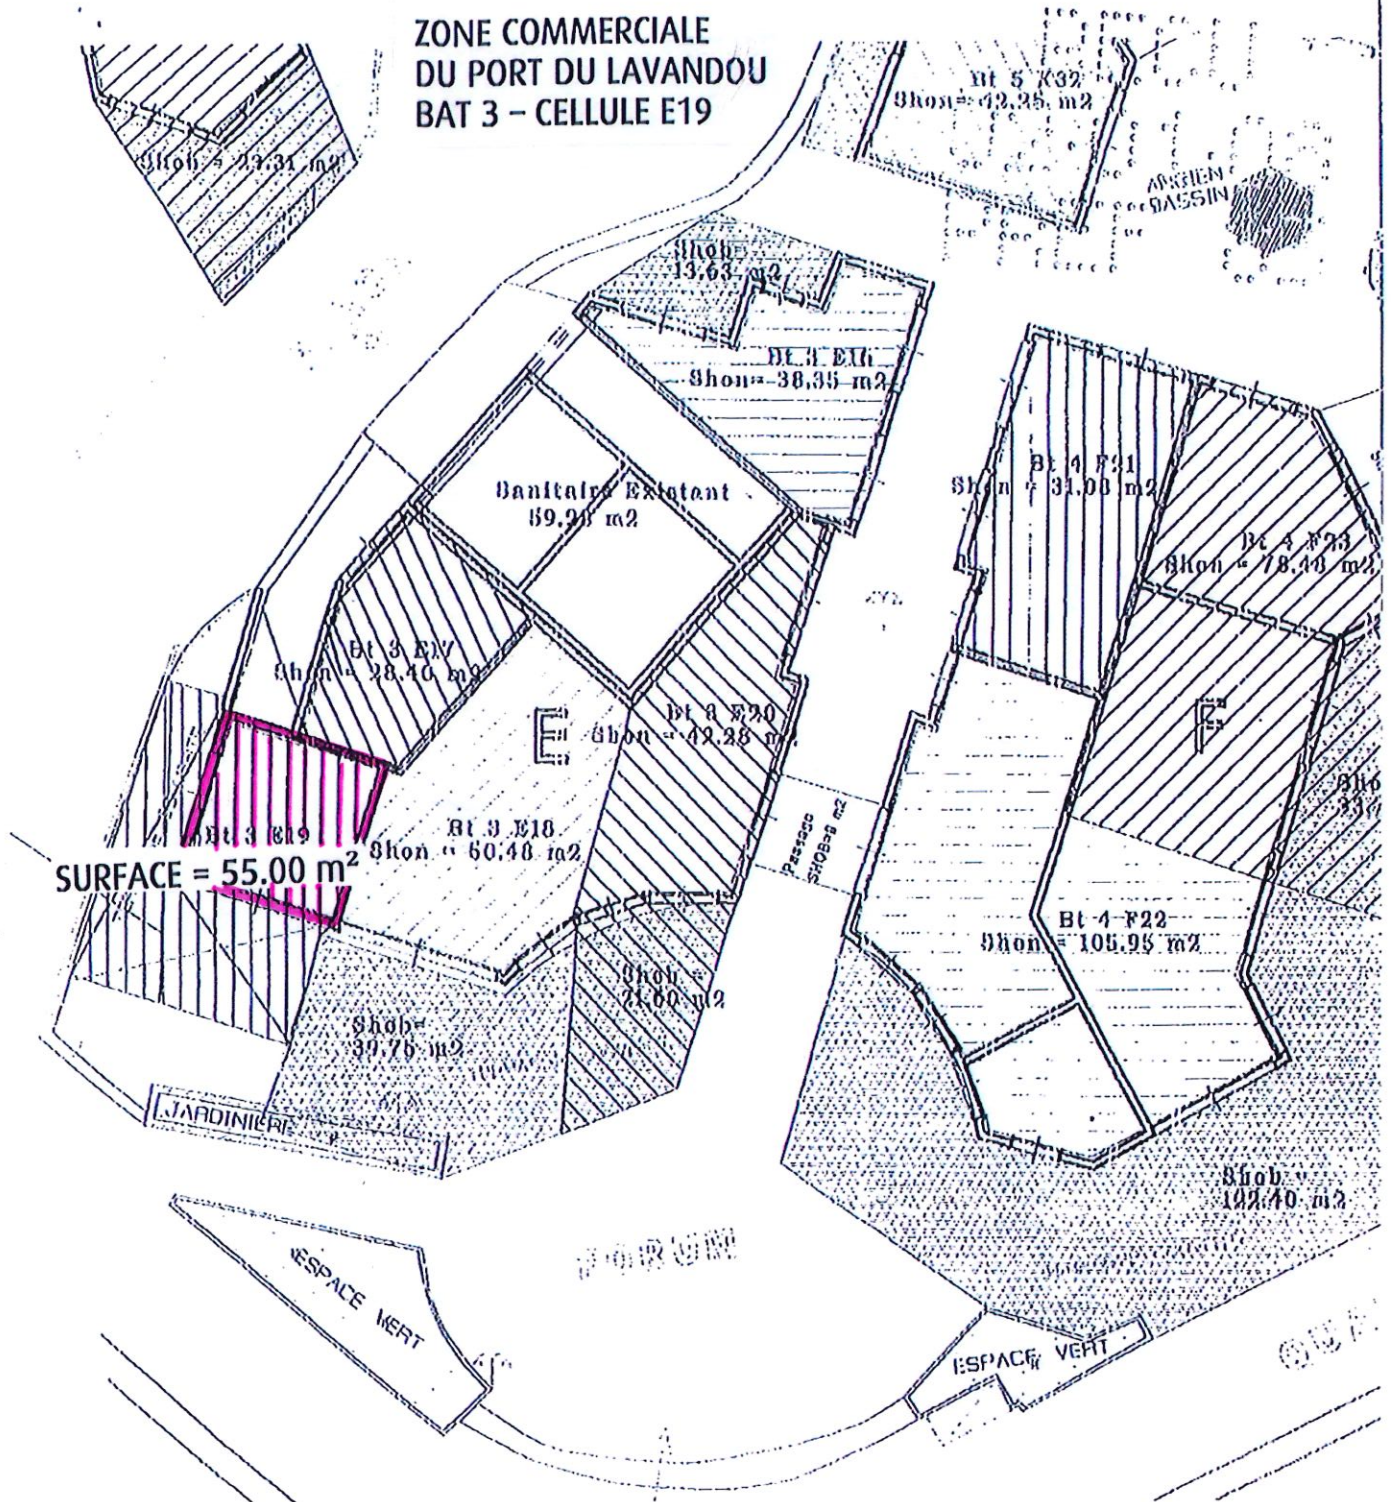 ZONE COMMERCIALE
DU PORT DU LAVANDOU
BAT 3 – CELLULE E19
Bt 5 K32
Shon= 42.25 m2
Shob = 23.31 m2
ANCIEN
BASSIN
Shob=
13,63 m2
Bt 3 E16
Shon= 38,35 m2
Bt 4 F21
Shon = 31,08 m2
Sanitaire Existant
59.28 m2
Bt 4 F23
Shon = 78,48 m2
Bt 3 E17
Shon = 28,40 m2
E
Bt 3 E20
Shon = 42,28 m2
F
Bt 3 E19
SURFACE = 55.00 m²
Bt 3 E18
Shon = 60,48 m2
Passage
Bt 4 F22
Shon = 105,95 m2
Shob =
21,60 m2
Shob=
39,76 m2
JARDINIERE
Shob =
122,40 m2
FORUM
ESPACE VERT
ESPACE VERT